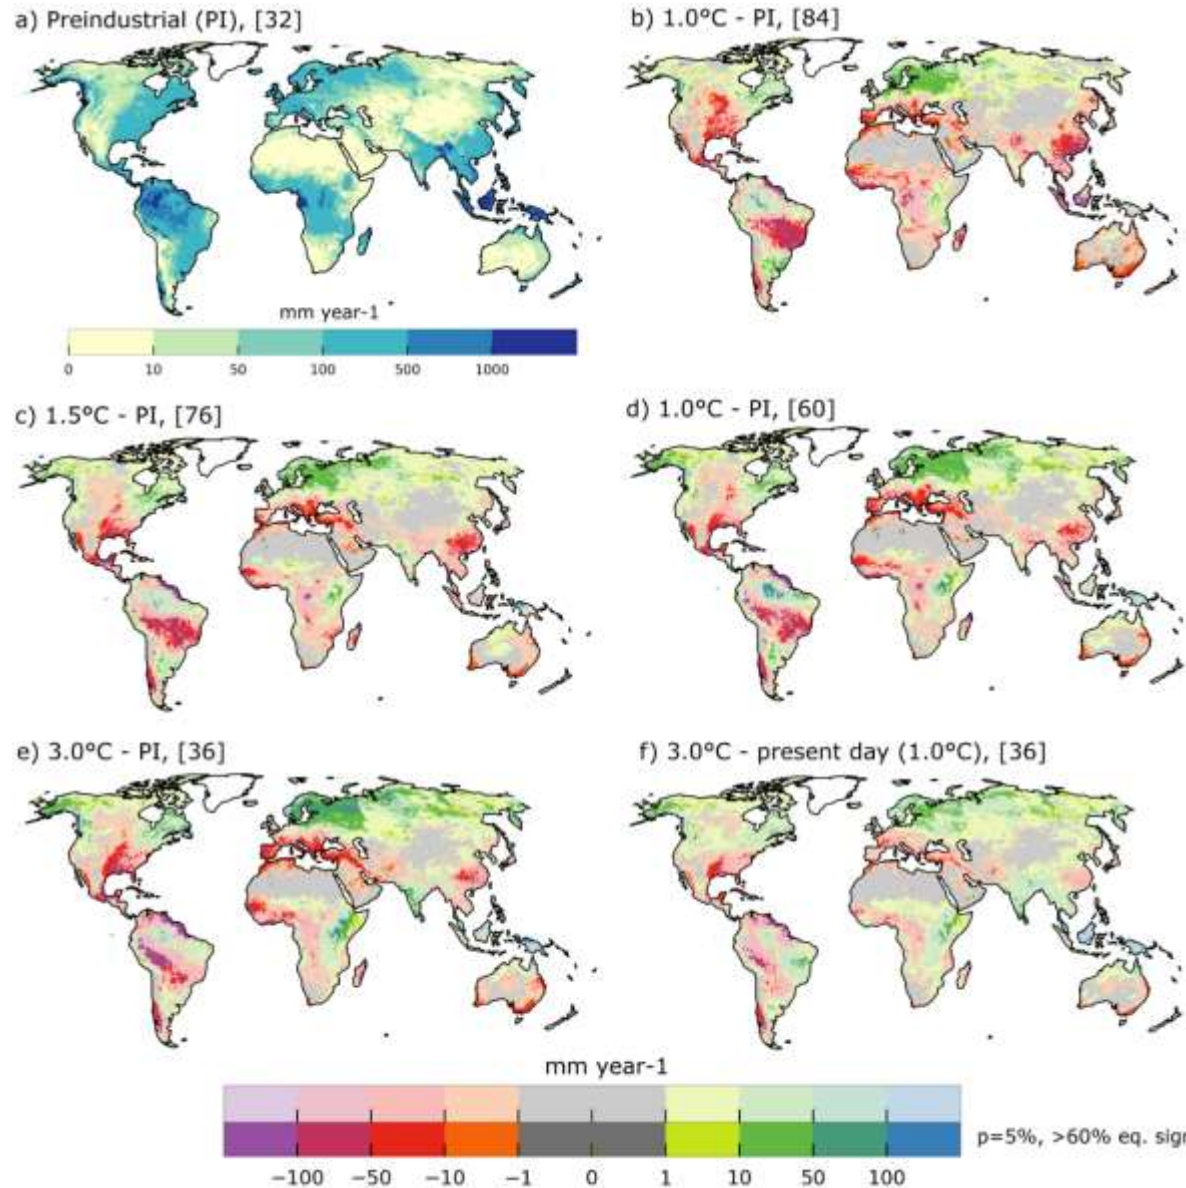 a) Preindustrial (PI), [32]
b) 1.0°C - PI, [84]
mm year-1
0 10 50 100 500 1000
c) 1.5°C - PI, [76]
d) 1.0°C - PI, [60]
e) 3.0°C - PI, [36]
f) 3.0°C - present day (1.0°C), [36]
mm year-1
p=5%, >60% eq. sign
−100 −50 −10 −1 0 1 10 50 100